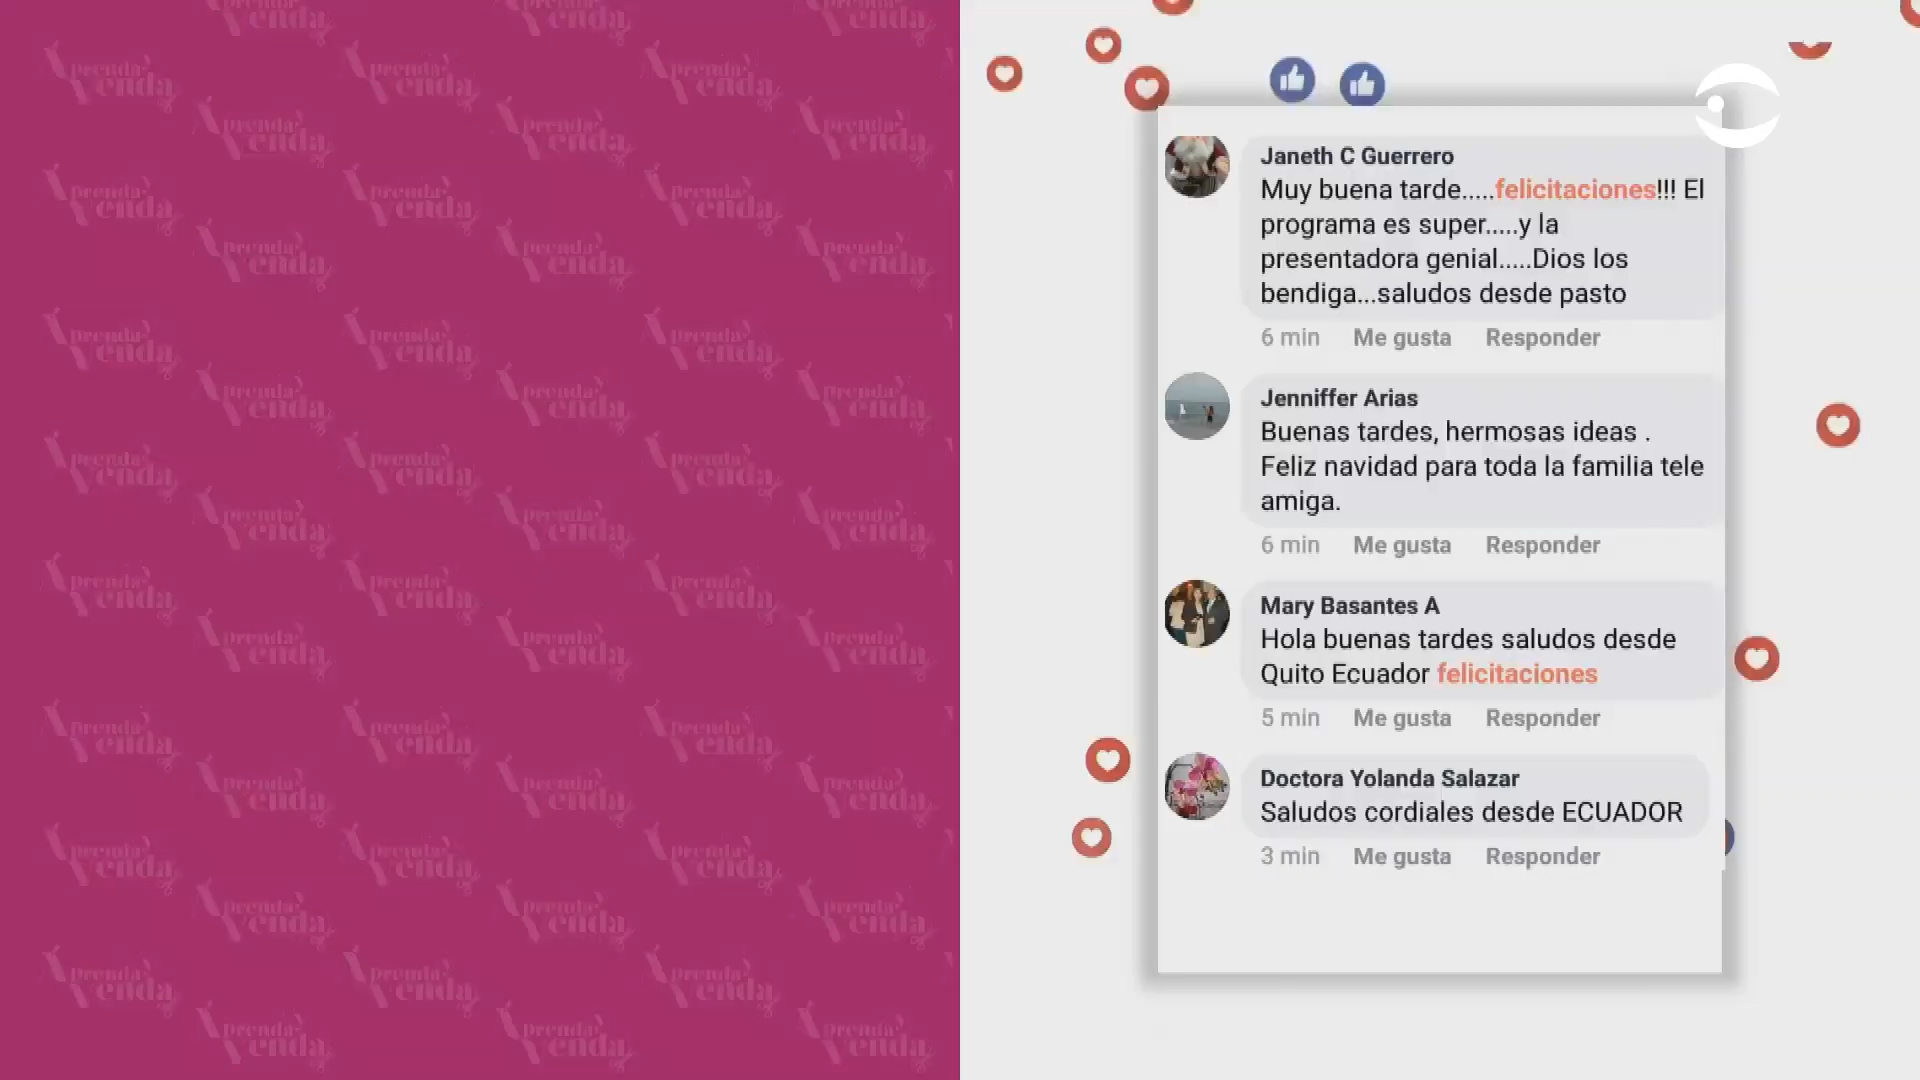 Janeth C Guerrero
Muy buena tarde.....felicitaciones!!! El
programa es super.....y la
presentadora genial.....Dios los
bendiga...saludos desde pasto
6 min Me gusta Responder
Jenniffer Arias
Buenas tardes, hermosas ideas .
Feliz navidad para toda la familia tele
amiga.
6 min Me gusta Responder
Mary Basantes A
Hola buenas tardes saludos desde
Quito Ecuador felicitaciones
5 min Me gusta Responder
Doctora Yolanda Salazar
Saludos cordiales desde ECUADOR
3 min Me gusta Responder